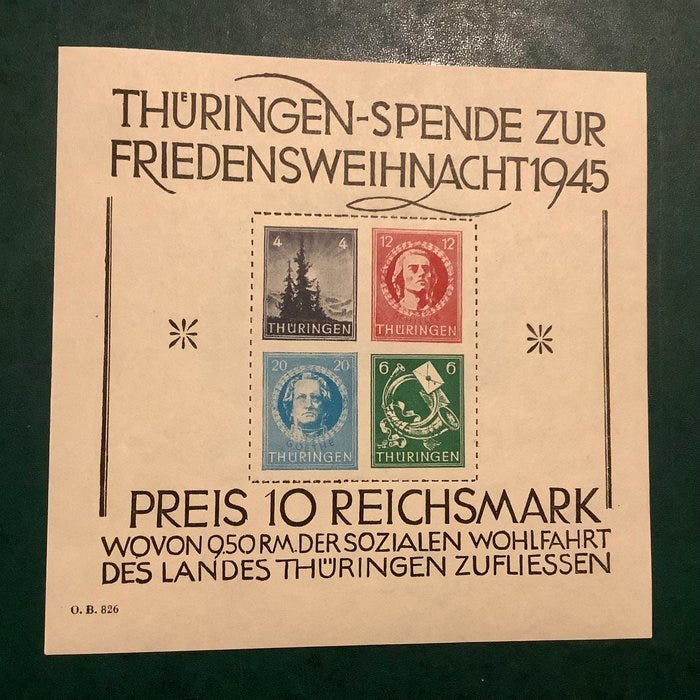 THÜRINGEN-SPENDE ZUR
FRIEDENSWEIHNACHT 1945
4 4
THÜRINGEN
12 12
THÜRINGEN
20 20
GOETHE
THÜRINGEN
6 6
THÜRINGEN
PREIS 10 REICHSMARK
WOVON 9.50 R.M. DER SOZIALEN WOHLFAHRT
DES LANDES THÜRINGEN ZUFLIESSEN
O. B. 826